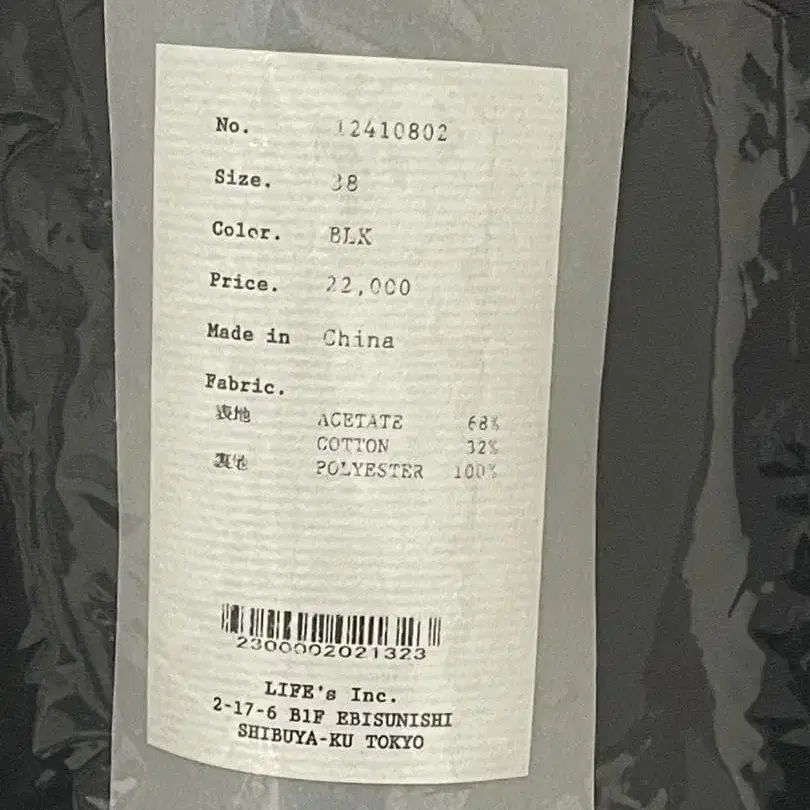 No. 12410802
Size. 38
Color. BLK
Price. 22,000
Made in China
Fabric.
表地 ACETATE 68%
COTTON 32%
裏地 POLYESTER 100%
2300002021323
LIFE's Inc.
2-17-6 B1F EBISUNISHI
SHIBUYA-KU TOKYO